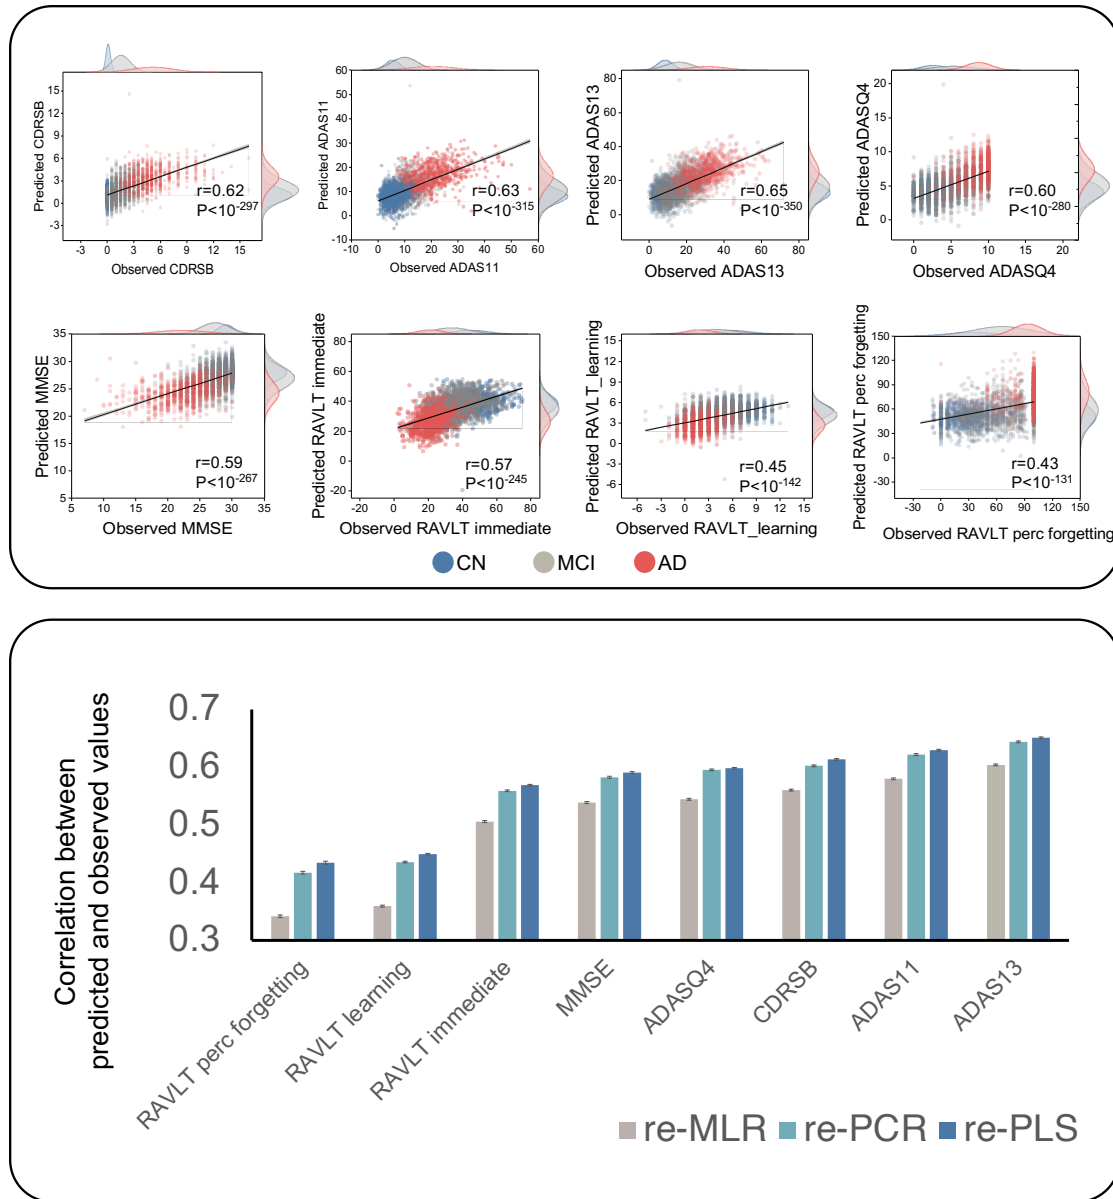 Predicted CDRSB
15
12
9
6
3
0
-3
r=0.62
P<10-297
-3 0 3 6 9 12 15
Observed CDRSB
Predicted ADAS11
60
50
40
30
20
10
0
-10
r=0.63
P<10-315
0 10 20 30 40 50 60
Observed ADAS11
Predicted ADAS13
80
60
40
20
0
r=0.65
P<10-350
0 20 40 60 80
Observed ADAS13
Predicted ADASQ4
20
15
10
5
0
r=0.60
P<10-280
0 5 10 15 20
Observed ADASQ4
Predicted MMSE
35
30
25
20
15
10
5
r=0.59
P<10-267
5 10 15 20 25 30 35
Observed MMSE
Predicted RAVLT immediate
80
60
40
20
0
-20
r=0.57
P<10-245
-20 0 20 40 60 80
Observed RAVLT immediate
Predicted RAVLT_learning
15
12
9
6
3
0
-3
-6
r=0.45
P<10-142
-6 -3 0 3 6 9 12 15
Observed RAVLT_learning
Predicted RAVLT perc forgetting
150
120
90
60
30
0
-30
r=0.43
P<10-131
-30 0 30 60 90 120 150
Observed RAVLT perc forgetting
CN MCI AD
Correlation between
predicted and observed values
0.7
0.6
0.5
0.4
0.3
RAVLT perc forgetting
RAVLT learning
RAVLT immediate
MMSE
ADASQ4
CDRSB
ADAS11
ADAS13
re-MLR re-PCR re-PLS